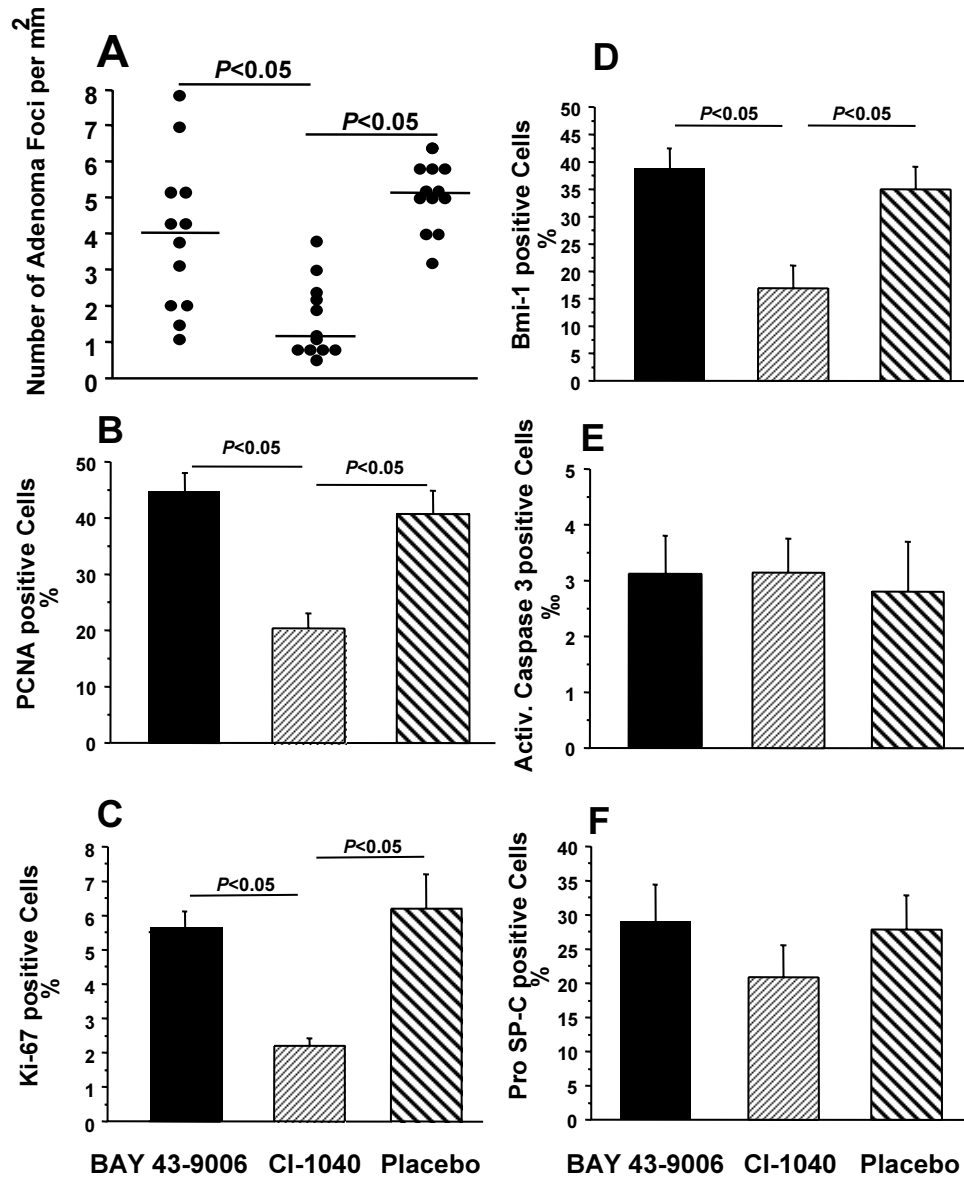 A
Number of Adenoma Foci per mm2
P<0.05
P<0.05
8
7
6
5
4
3
2
1
0
B
PCNA positive Cells
%
P<0.05
P<0.05
50
40
30
20
10
0
C
Ki-67 positive Cells
%
P<0.05
P<0.05
8
7
6
5
4
3
2
1
0
BAY 43-9006 CI-1040 Placebo
D
Bmi-1 positive Cells
%
P<0.05 P<0.05
50
45
40
35
30
25
20
15
10
5
0
E
Activ. Caspase 3 positive Cells
‰
5
4
3
2
1
0
F
Pro SP-C positive Cells
%
40
35
30
25
20
15
10
5
0
BAY 43-9006 CI-1040 Placebo